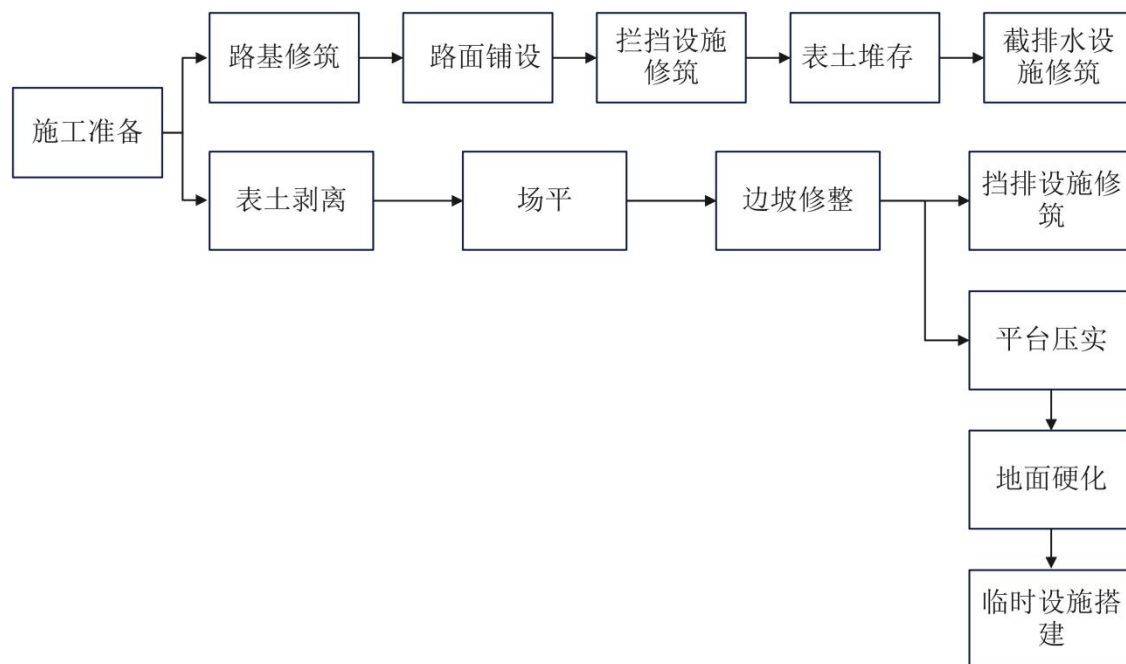 施工准备
路基修筑
路面铺设
拦挡设施
修筑
表土堆存
截排水设
施修筑
表土剥离
场平
边坡修整
挡排设施修
筑
平台压实
地面硬化
临时设施搭
建